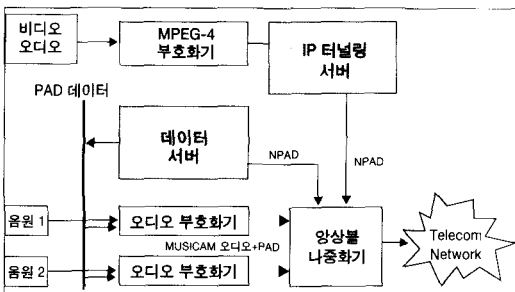 비디오
오디오
MPEG-4
부호화기
IP 터널링
서버
PAD 데이터
데이터
서버
NPAD
NPAD
음원 1
오디오 부호화기
MUSICAM 오디오+PAD
음원 2
오디오 부호화기
앙상블
다중화기
Telecom
Network